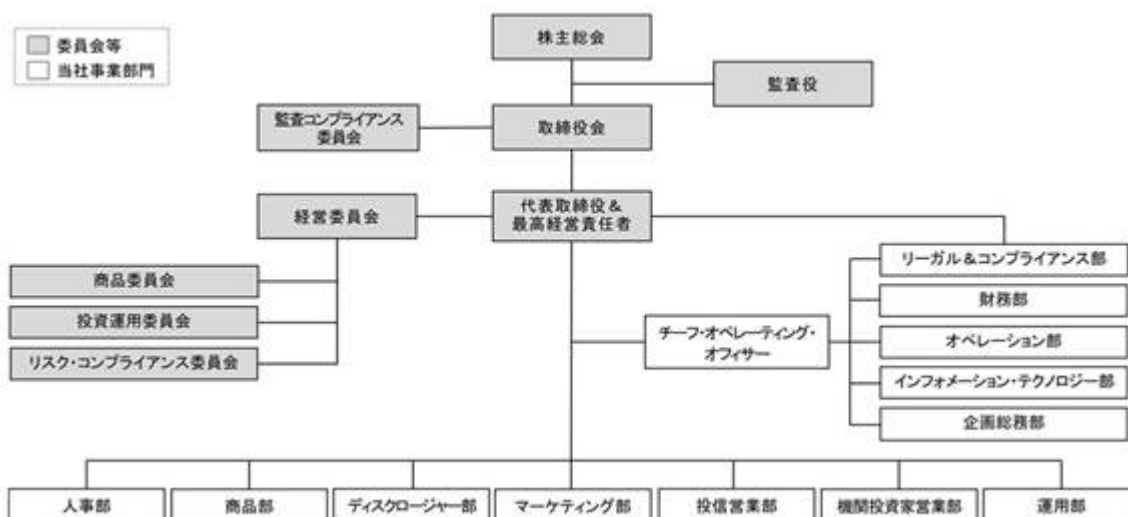 委員会等
当社事業部門
株主総会
監査役
監査コンプライアンス
委員会
取締役会
経営委員会
代表取締役&
最高経営責任者
商品委員会
投資運用委員会
リスク・コンプライアンス委員会
チーフ・オペレーティング・
オフィサー
リーガル&コンプライアンス部
財務部
オペレーション部
インフォメーション・テクノロジー部
企画総務部
人事部
商品部
ディスクロージャー部
マーケティング部
投信営業部
機関投資家営業部
運用部